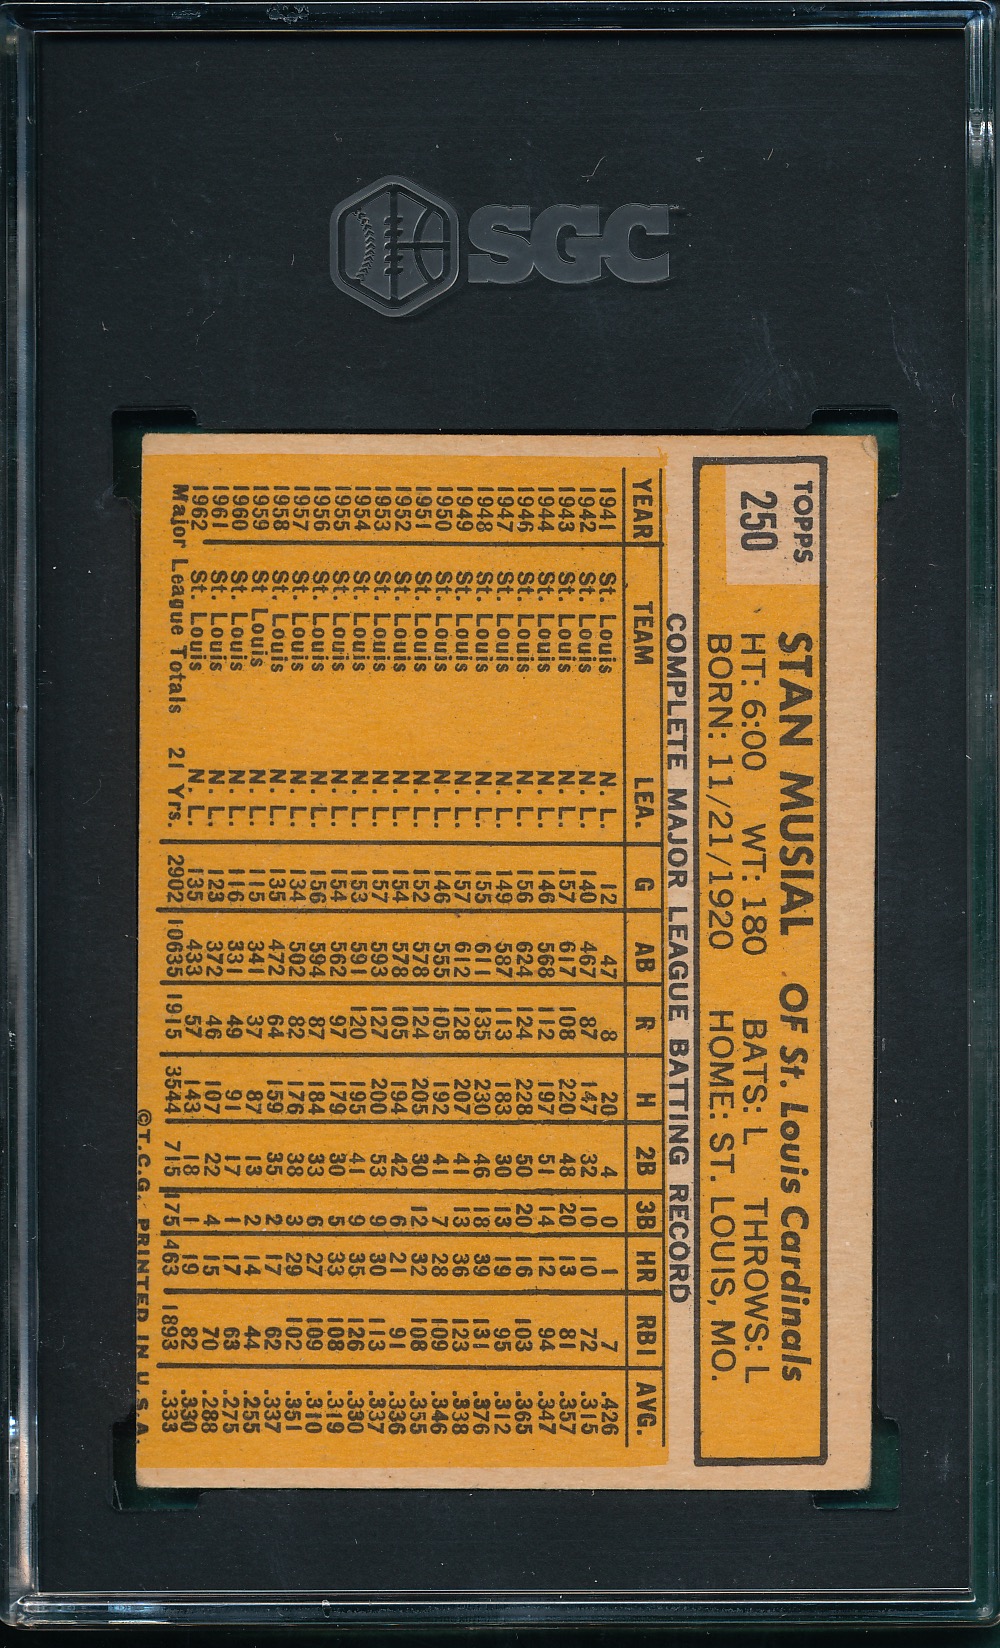 SGC
TOPPS
250
STAN MUSIAL OF St. Louis Cardinals
HT: 6:00 WT: 180 BATS: L THROWS: L
BORN: 11/21/1920 HOME: ST. LOUIS, MO.
COMPLETE MAJOR LEAGUE BATTING RECORD
YEAR TEAM LEA. G AB R H 2B 3B HR RBI AVG.
1941 St. Louis N. L. 12 47 8 20 4 0 1 7 .426
1942 St. Louis N. L. 140 467 87 147 32 10 10 72 .315
1943 St. Louis N. L. 157 617 108 220 48 20 13 81 .357
1944 St. Louis N. L. 146 568 112 197 51 14 12 94 .347
1946 St. Louis N. L. 156 624 124 228 50 20 16 103 .365
1947 St. Louis N. L. 149 587 113 183 30 13 19 95 .312
1948 St. Louis N. L. 155 611 135 230 46 18 39 131 .376
1949 St. Louis N. L. 157 612 128 207 41 13 36 123 .338
1950 St. Louis N. L. 146 555 105 192 41 7 28 109 .346
1951 St. Louis N. L. 152 578 124 205 30 12 32 108 .355
1952 St. Louis N. L. 154 578 105 194 42 6 21 91 .336
1953 St. Louis N. L. 157 593 127 200 53 9 30 113 .337
1954 St. Louis N. L. 153 591 120 195 41 9 35 126 .330
1955 St. Louis N. L. 154 562 97 179 30 5 33 108 .319
1956 St. Louis N. L. 156 594 87 184 33 6 27 109 .310
1957 St. Louis N. L. 134 502 82 176 38 3 29 102 .351
1958 St. Louis N. L. 135 472 64 159 35 2 17 62 .337
1959 St Louis N. L. 115 341 37 87 13 2 14 44 .255
1960 St. Louis N. L. 116 331 49 91 17 1 17 63 .275
1961 St. Louis N. L. 123 372 46 107 22 4 15 70 .288
1962 St. Louis N. L. 135 433 57 143 18 1 19 82 .330
Major League Totals 21 Yrs. 2902 10635 1915 3544 715 175 463 1893 .333
©T.C.G. PRINTED IN U.S.A.